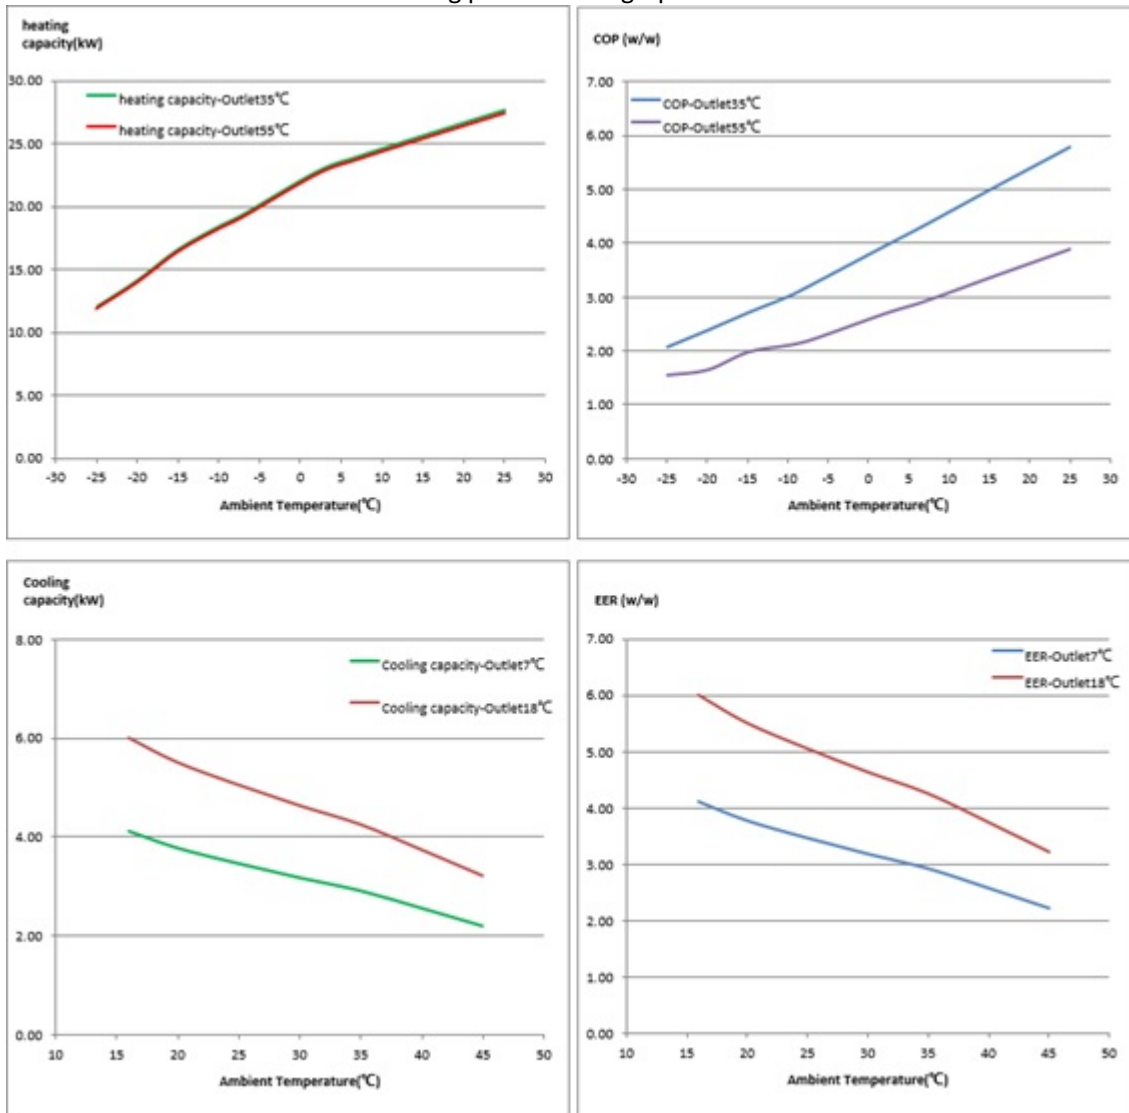 heating
capacity(kW)
30.00
25.00
20.00
15.00
10.00
5.00
0.00
heating capacity-Outlet35℃
heating capacity-Outlet55℃
-30 -25 -20 -15 -10 -5 0 5 10 15 20 25 30
Ambient Temperature(℃)
COP (w/w)
7.00
6.00
5.00
4.00
3.00
2.00
1.00
0.00
COP-Outlet35℃
COP-Outlet55℃
-30 -25 -20 -15 -10 -5 0 5 10 15 20 25 30
Ambient Temperature(℃)
Cooling
capacity(kW)
8.00
6.00
4.00
2.00
0.00
Cooling capacity-Outlet7℃
Cooling capacity-Outlet18℃
10 15 20 25 30 35 40 45 50
Ambient Temperature(℃)
EER (w/w)
7.00
6.00
5.00
4.00
3.00
2.00
1.00
0.00
EER-Outlet7℃
EER-Outlet18℃
10 15 20 25 30 35 40 45 50
Ambient Temperature(℃)